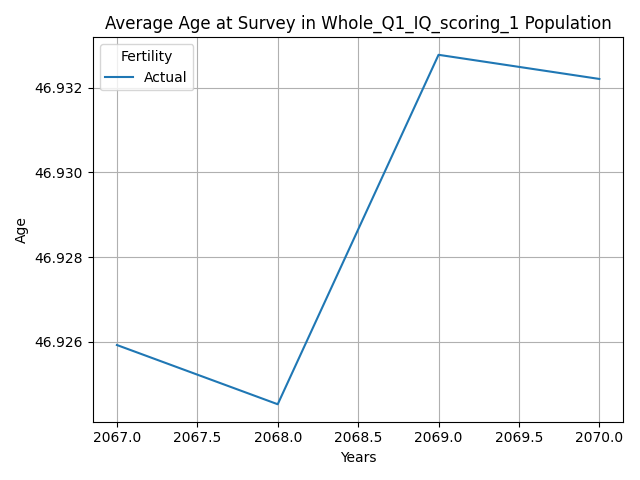 Average Age at Survey in Whole_Q1_IQ_scoring_1 Population
Fertility
Actual
46.932
46.930
46.928
46.926
Age
2067.0 2067.5 2068.0 2068.5 2069.0 2069.5 2070.0
Years